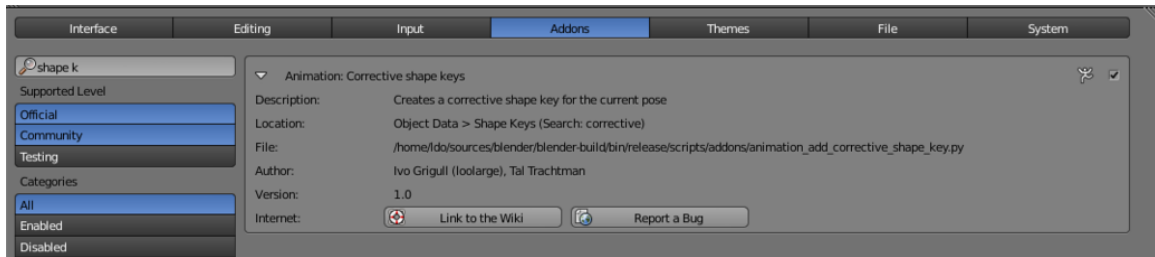 Interface Editing Input Addons Themes File System
shape k
Supported Level
Official
Community
Testing
Categories
All
Enabled
Disabled
Animation: Corrective shape keys
Description: Creates a corrective shape key for the current pose
Location: Object Data > Shape Keys (Search: corrective)
File: /home/ldo/sources/blender/blender-build/bin/release/scripts/addons/animation_add_corrective_shape_key.py
Author: Ivo Grigull (loolarge), Tal Trachtman
Version: 1.0
Internet: Link to the Wiki Report a Bug